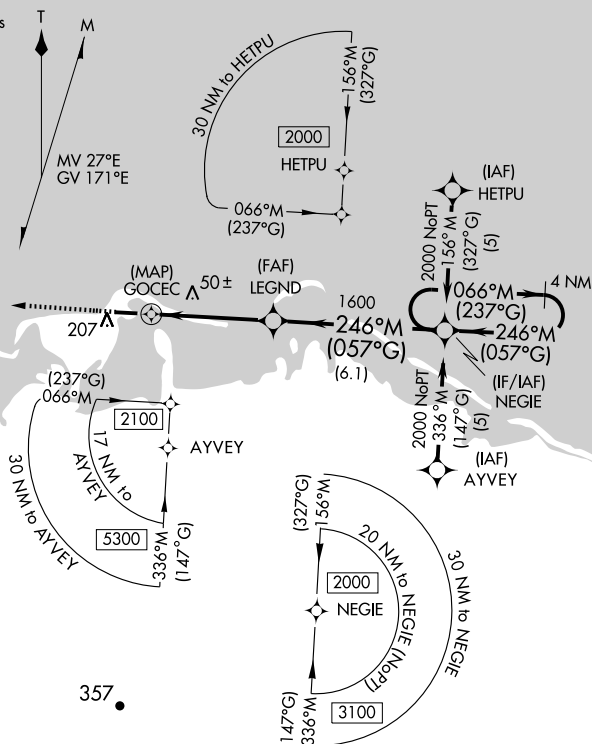 s
T
M
MV 27°E
GV 171°E
30 NM to HETPU
156°M
(327°G)
2000
HETPU
066°M
(237°G)
(IAF)
HETPU
2000 NoPT
156°M
(327°G)
(5)
4 NM
066°M
(237°G)
246°M
(057°G)
(IF/IAF)
NEGIE
(MAP)
GOCEC
50±
(FAF)
LEGND
1600
246°M
(057°G)
(6.1)
207
2000 NoPT
336°M
(147°G)
(5)
(IAF)
AYVEY
(237°G)
066°M
2100
AYVEY
17 NM to
AYVEY
30 NM to AYVEY
5300
336°M
(147°G)
(327°G)
156°M
20 NM to NEGIE (NoPT)
30 NM to NEGIE
2000
NEGIE
3100
147°G)
336°M
357